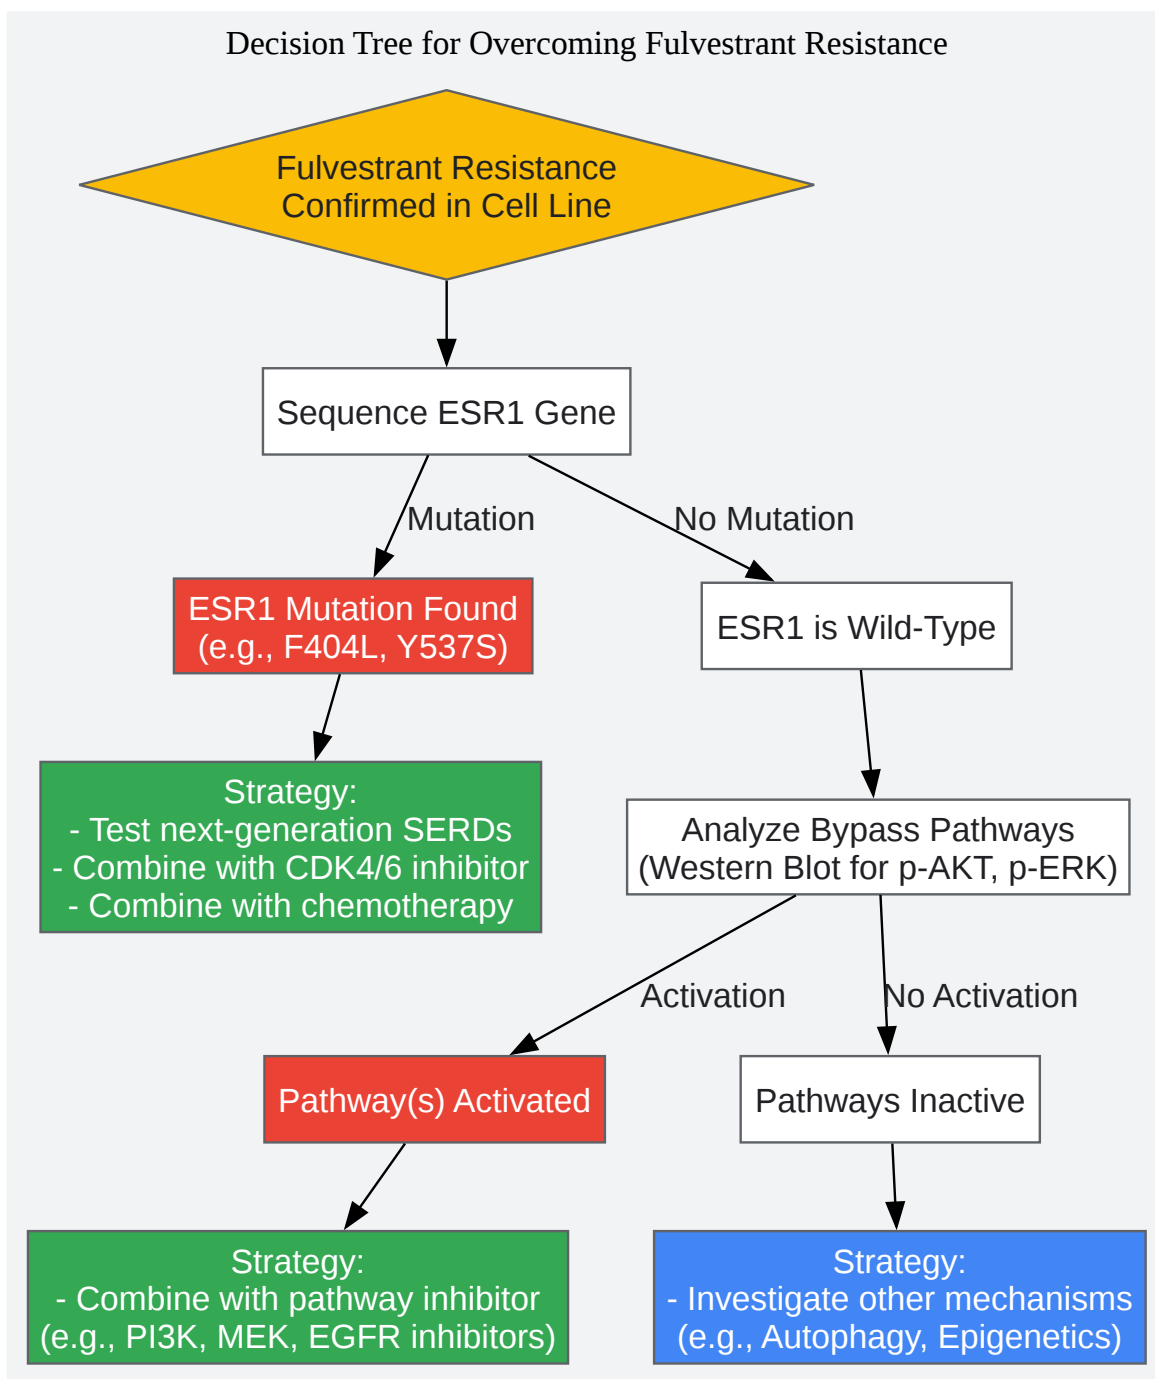 Decision Tree for Overcoming Fulvestrant Resistance
Fulvestrant Resistance
Confirmed in Cell Line
Sequence ESR1 Gene
Mutation
No Mutation
ESR1 Mutation Found
(e.g., F404L, Y537S)
ESR1 is Wild-Type
Strategy:
- Test next-generation SERDs
- Combine with CDK4/6 inhibitor
- Combine with chemotherapy
Analyze Bypass Pathways
(Western Blot for p-AKT, p-ERK)
Activation
No Activation
Pathway(s) Activated
Pathways Inactive
Strategy:
- Combine with pathway inhibitor
(e.g., PI3K, MEK, EGFR inhibitors)
Strategy:
- Investigate other mechanisms
(e.g., Autophagy, Epigenetics)